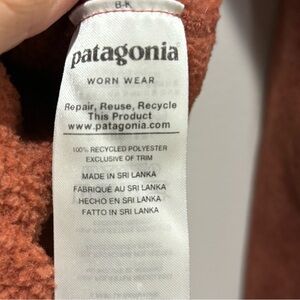 8-K
patagonia
WORN WEAR
Repair, Reuse, Recycle
This Product
www.patagonia.com
100% RECYCLED POLYESTER
EXCLUSIVE OF TRIM
MADE IN SRI LANKA
FABRIQUÉ AU SRI LANKA
HECHO EN SRI LANKA
FATTO IN SRI LANKA